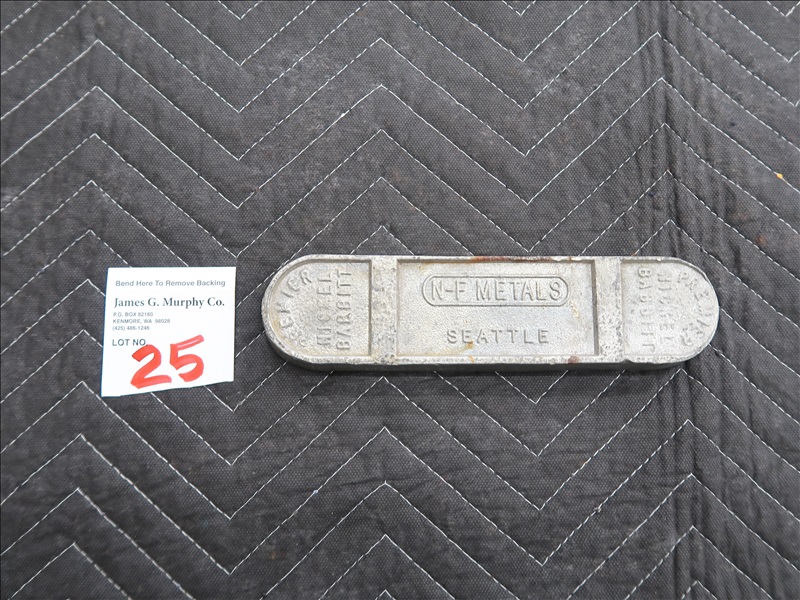 Bend Here To Remove Backing
James G. Murphy Co.
P.O. BOX 82160
KENMORE, WA 98028
(425) 486-1246
LOT NO.
25
NICKEL
BABBITT
N-F METALS
SEATTLE
NICKEL
BABBITT